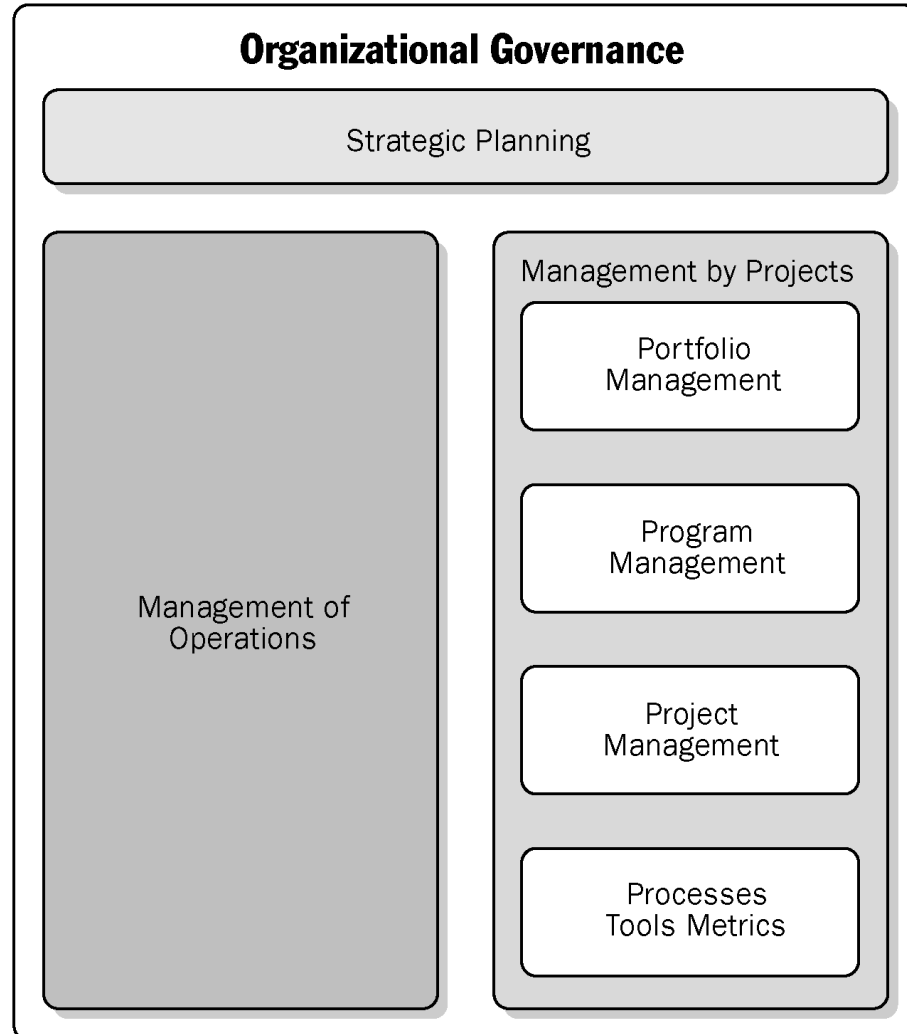 Organizational Governance
Strategic Planning
Management of
Operations
Management by Projects
Portfolio
Management
Program
Management
Project
Management
Processes
Tools Metrics